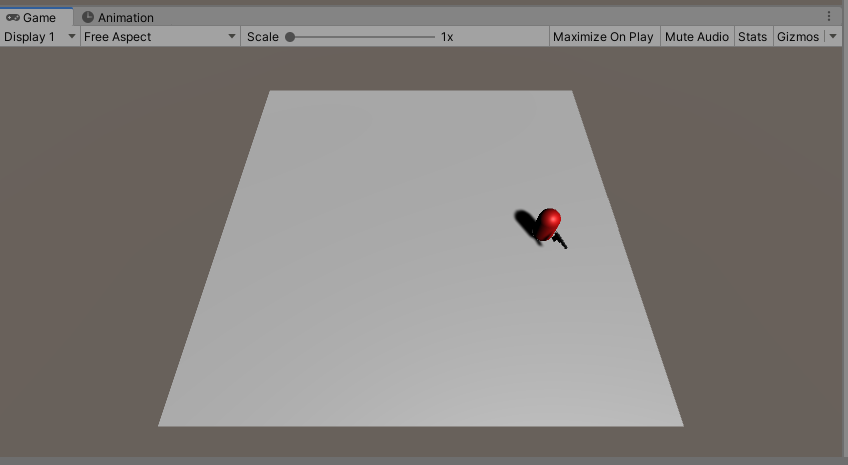 Game Animation
Display 1 Free Aspect Scale 1x Maximize On Play Mute Audio Stats Gizmos